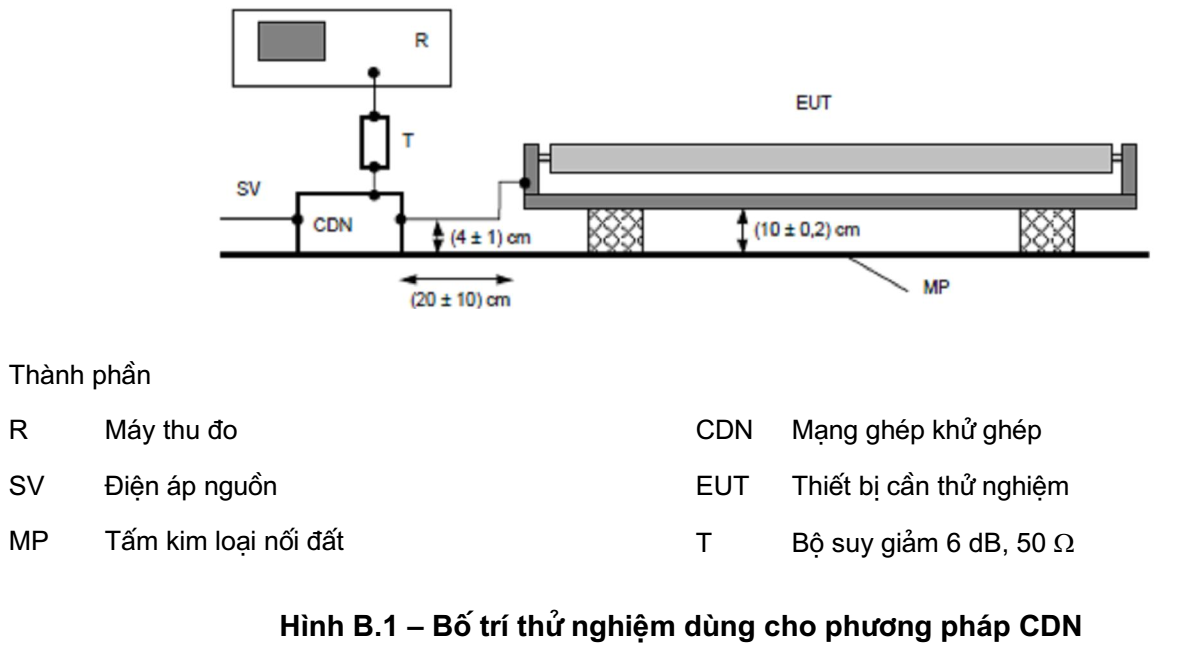 R
EUT
T
SV
CDN
(4 ± 1) cm
(10 ± 0,2) cm
(20 ± 10) cm
MP
Thành phần
R Máy thu đo CDN Mạng ghép khử ghép
SV Điện áp nguồn EUT Thiết bị cần thử nghiệm
MP Tấm kim loại nối đất T Bộ suy giảm 6 dB, 50 Ω
Hình B.1 – Bố trí thử nghiệm dùng cho phương pháp CDN